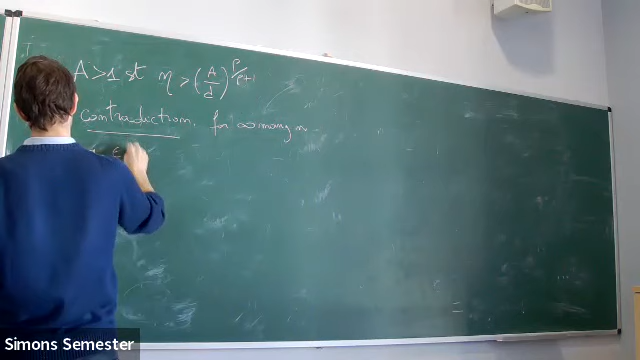 A > 1 st η > (A/d)^{p/p+1}
Contradiction. for ∞ many n
Simons Semester